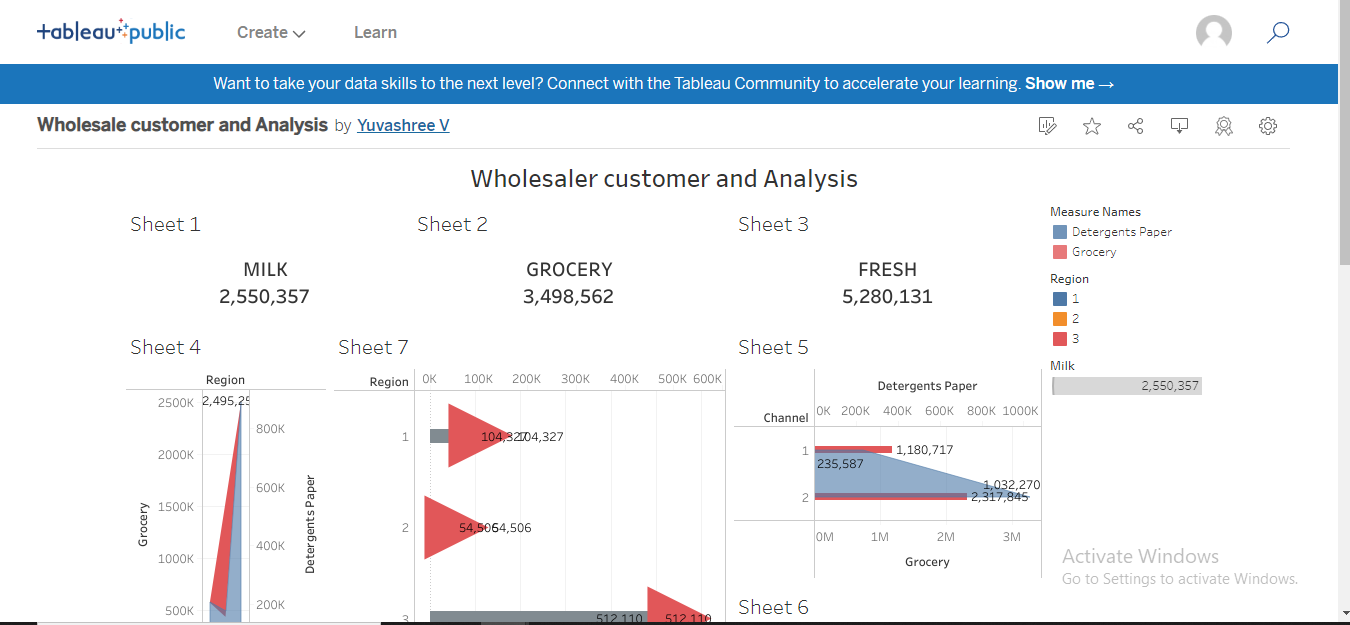 tableau public
Create
Learn
Want to take your data skills to the next level? Connect with the Tableau Community to accelerate your learning. Show me →
Wholesale customer and Analysis by Yuvashree V
Wholesaler customer and Analysis
Sheet 1
MILK
2,550,357
Sheet 2
GROCERY
3,498,562
Sheet 3
FRESH
5,280,131
Measure Names
Detergents Paper
Grocery
Region
1
2
3
Milk
2,550,357
Sheet 4
Region
2500K
2000K
1500K
1000K
500K
Grocery
2,495,25
800K
600K
400K
200K
Detergents Paper
Sheet 7
Region
0K 100K 200K 300K 400K 500K 600K
1
104,327 104,327
2
54,506 54,506
3
512,110 512,110
Sheet 5
Detergents Paper
Channel
0K 200K 400K 600K 800K 1000K
1
1,180,717
235,587
2
1,032,270
2,317,845
0M 1M 2M 3M
Grocery
Sheet 6
Activate Windows
Go to Settings to activate Windows.